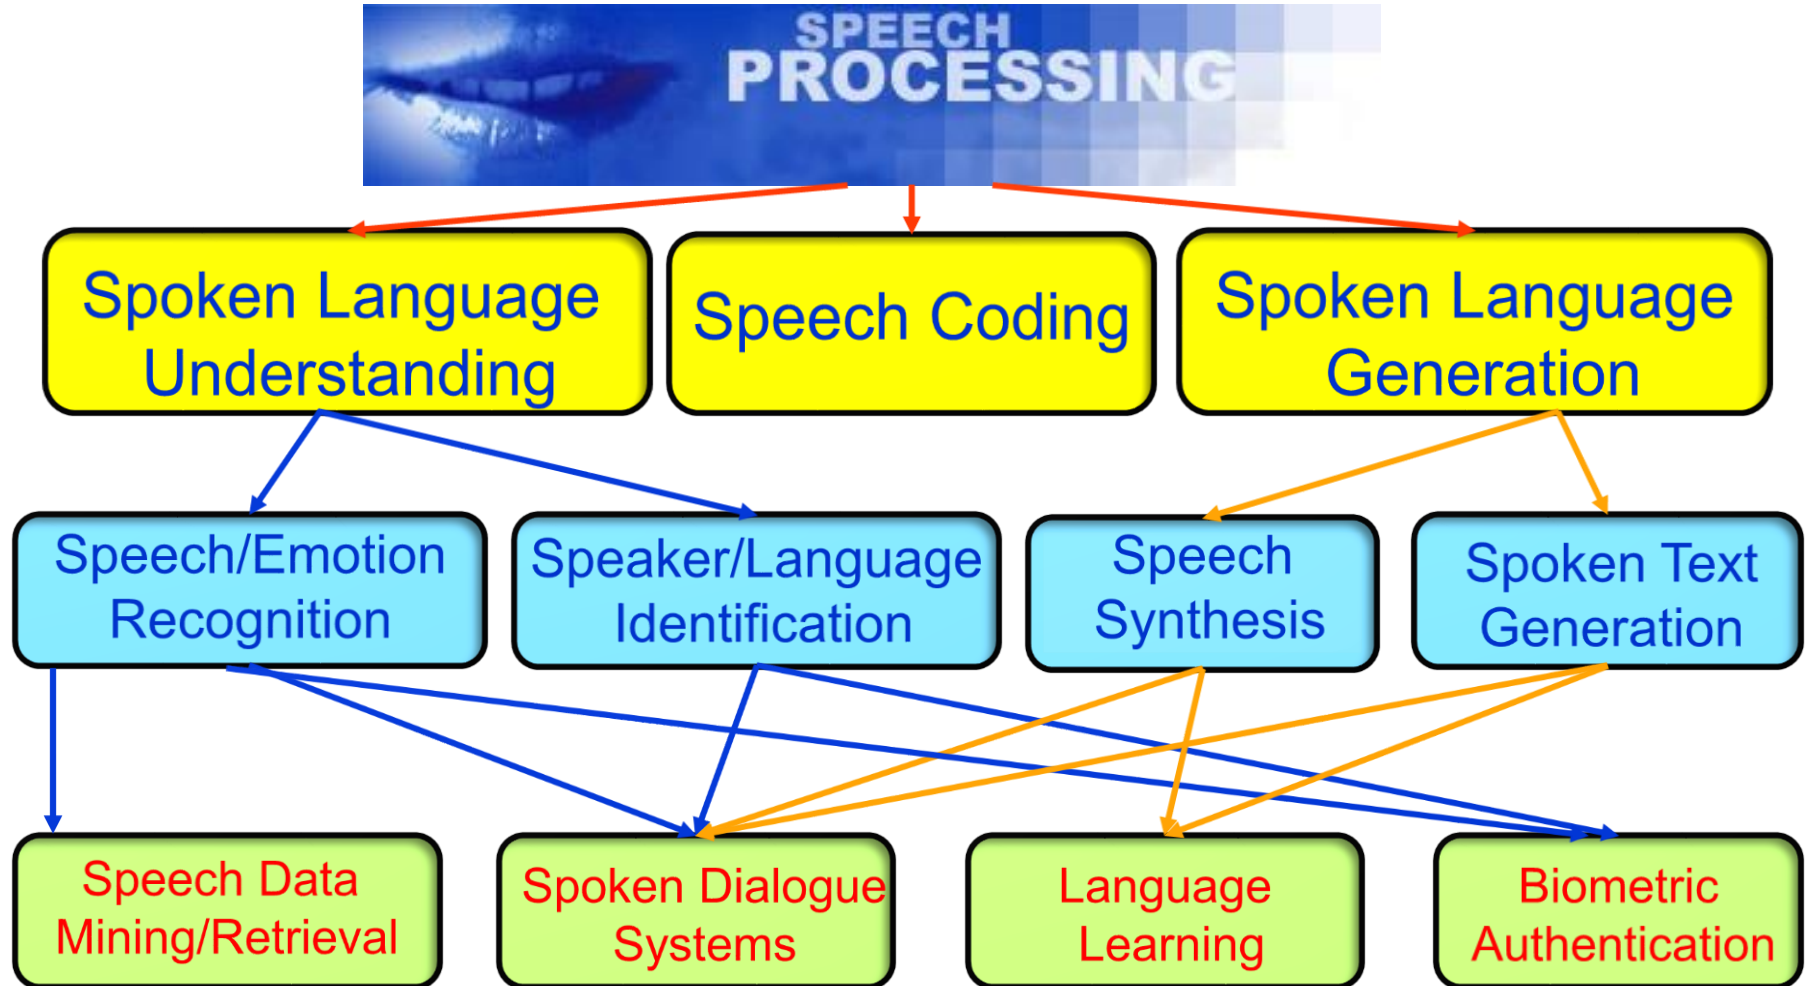 SPEECH
PROCESSING
Spoken Language
Understanding
Speech Coding
Spoken Language
Generation
Speech/Emotion
Recognition
Speaker/Language
Identification
Speech
Synthesis
Spoken Text
Generation
Speech Data
Mining/Retrieval
Spoken Dialogue
Systems
Language
Learning
Biometric
Authentication